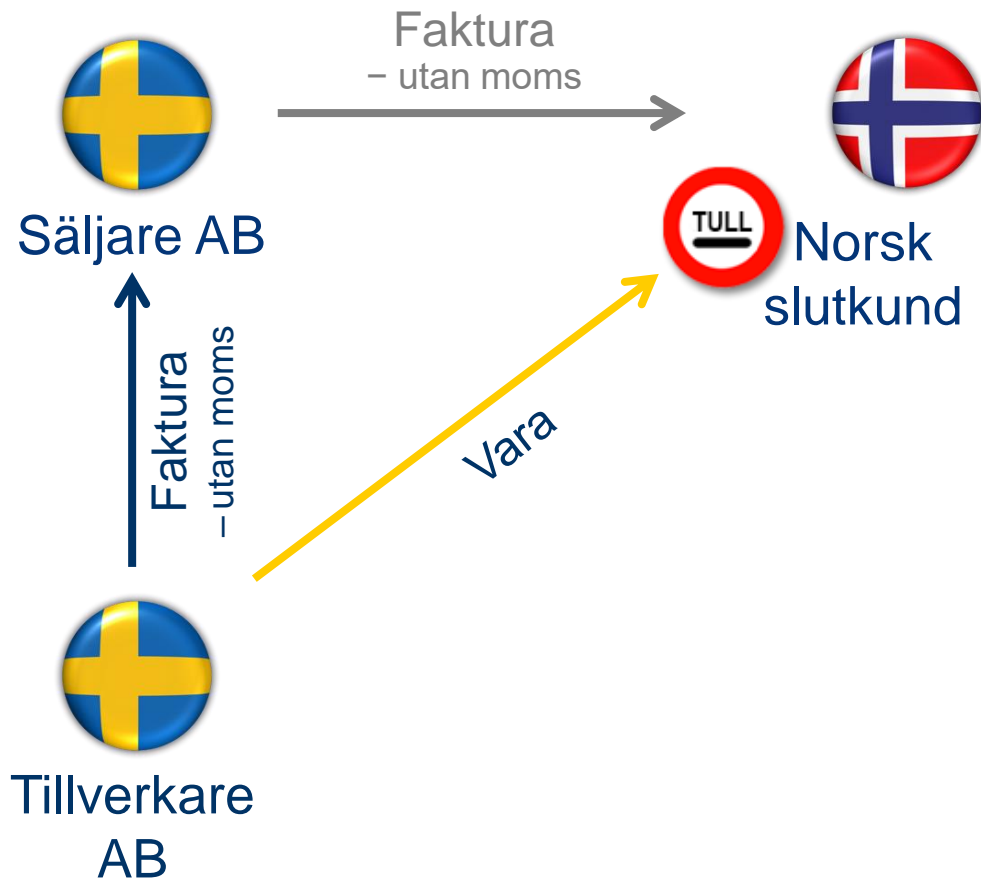 Faktura
– utan moms
Säljare AB
TULL
Norsk
slutkund
Faktura
– utan moms
Vara
Tillverkare
AB